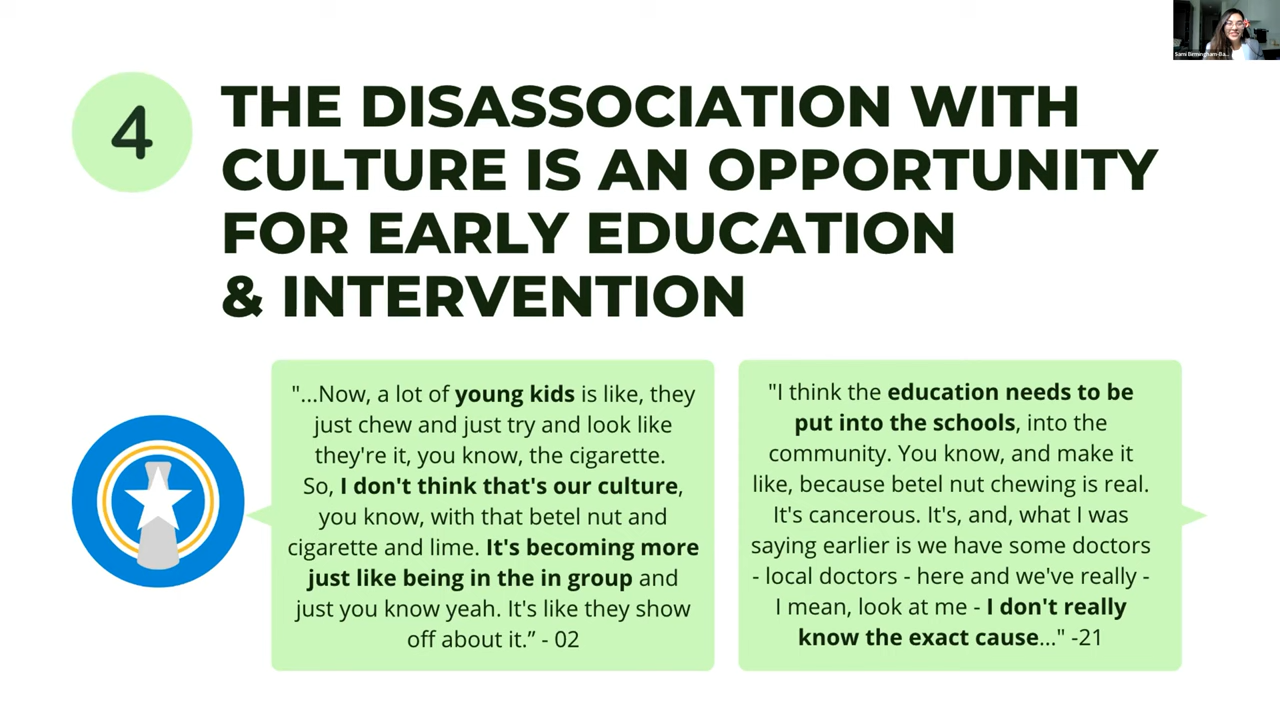 Sami Birmingham-Ba...
4
THE DISASSOCIATION WITH
CULTURE IS AN OPPORTUNITY
FOR EARLY EDUCATION
& INTERVENTION
"...Now, a lot of young kids is like, they
just chew and just try and look like
they're it, you know, the cigarette.
So, I don't think that's our culture,
you know, with that betel nut and
cigarette and lime. It's becoming more
just like being in the in group and
just you know yeah. It's like they show
off about it.” - 02
"I think the education needs to be
put into the schools, into the
community. You know, and make it
like, because betel nut chewing is real.
It's cancerous. It's, and, what I was
saying earlier is we have some doctors
- local doctors - here and we've really -
I mean, look at me - I don't really
know the exact cause..." -21